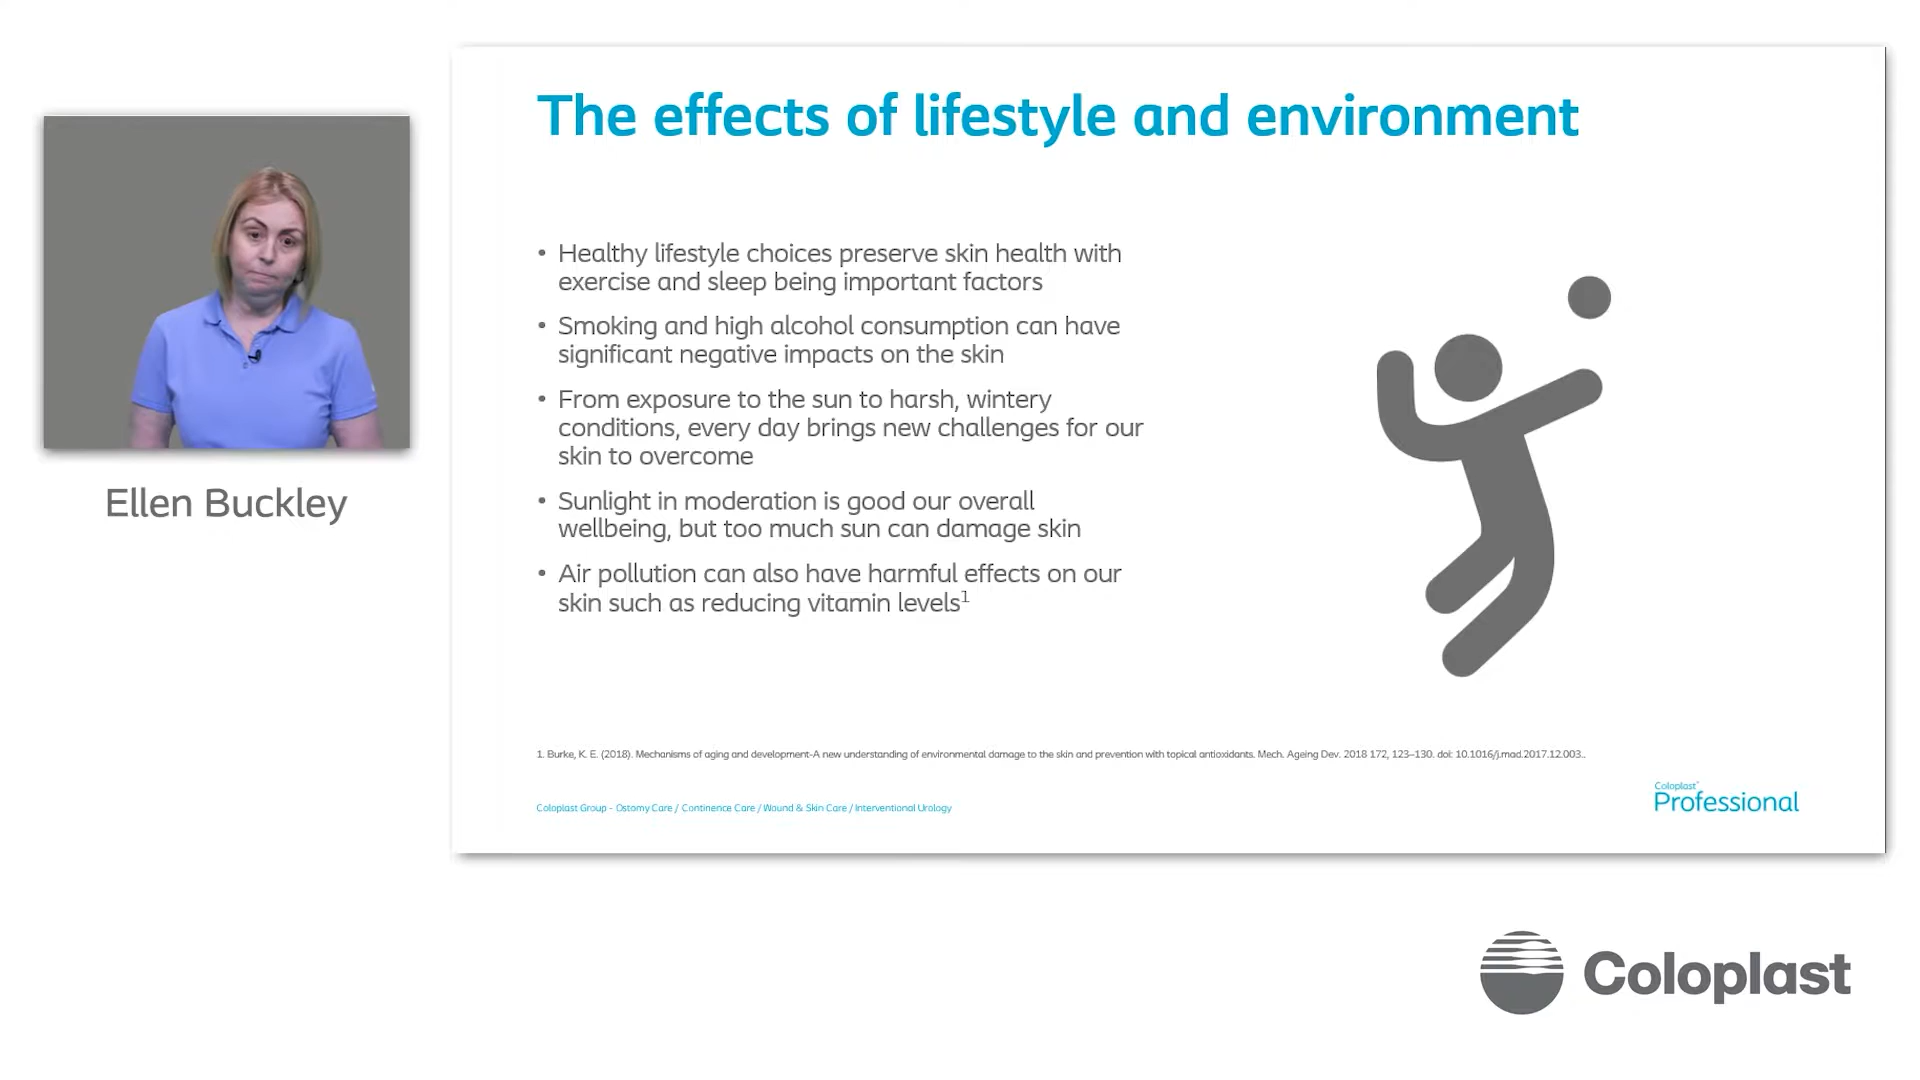 The effects of lifestyle and environment
• Healthy lifestyle choices preserve skin health with
exercise and sleep being important factors
• Smoking and high alcohol consumption can have
significant negative impacts on the skin
• From exposure to the sun to harsh, wintery
conditions, every day brings new challenges for our
skin to overcome
• Sunlight in moderation is good our overall
wellbeing, but too much sun can damage skin
• Air pollution can also have harmful effects on our
skin such as reducing vitamin levels1
1. Burke, K. E. (2018). Mechanisms of aging and development-A new understanding of environmental damage to the skin and prevention with topical antioxidants. Mech. Ageing Dev. 2018 172, 123–130. doi: 10.1016/j.mad.2017.12.003..
Coloplast Group - Ostomy Care / Continence Care / Wound & Skin Care / Interventional Urology
Coloplast™
Professional
Ellen Buckley
Coloplast